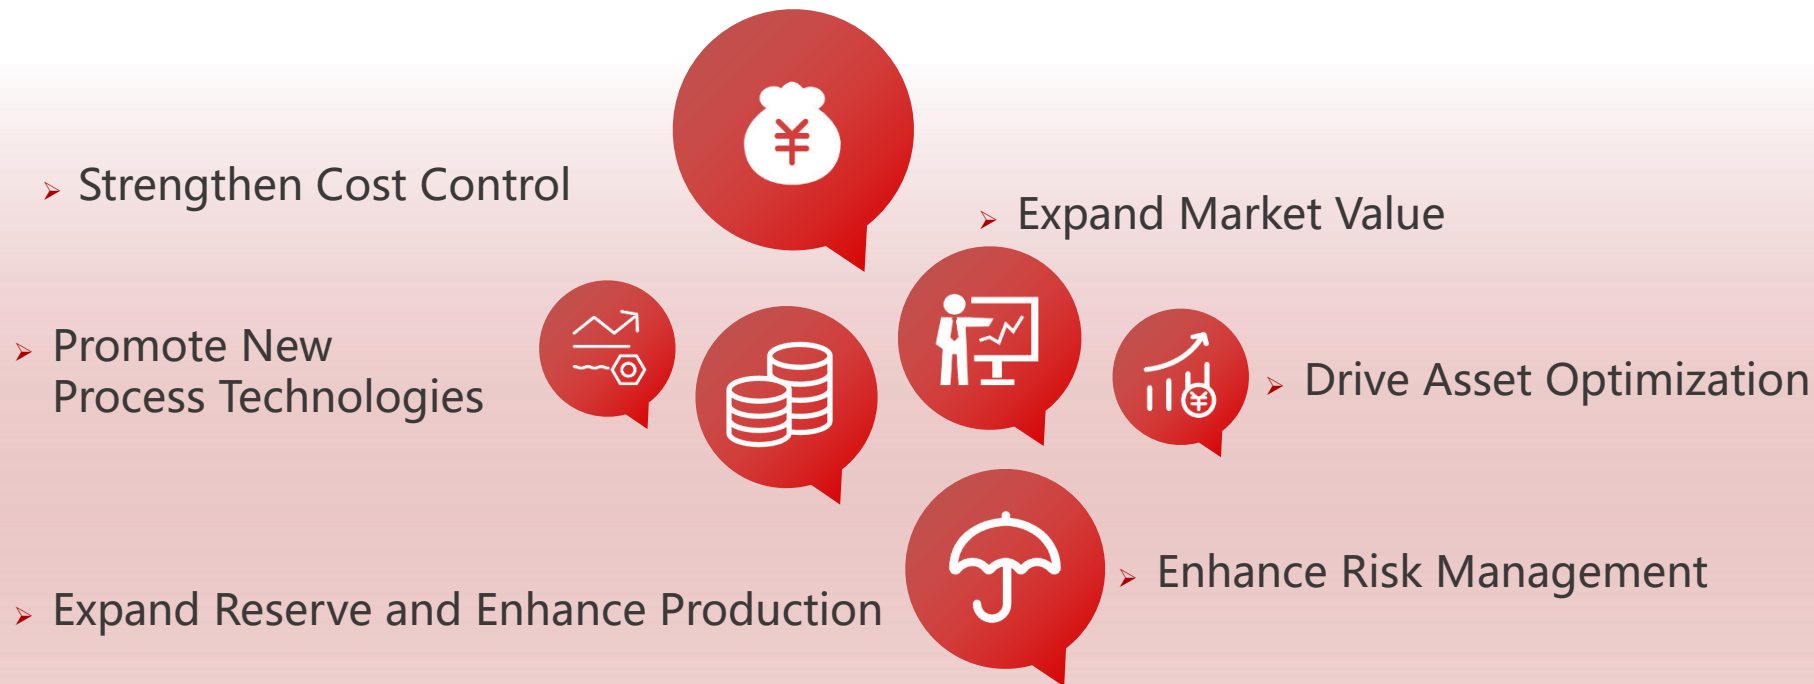 ➢ Strengthen Cost Control
¥
➢ Expand Market Value
➢ Promote New
Process Technologies
➢ Drive Asset Optimization
¥
➢ Enhance Risk Management
➢ Expand Reserve and Enhance Production